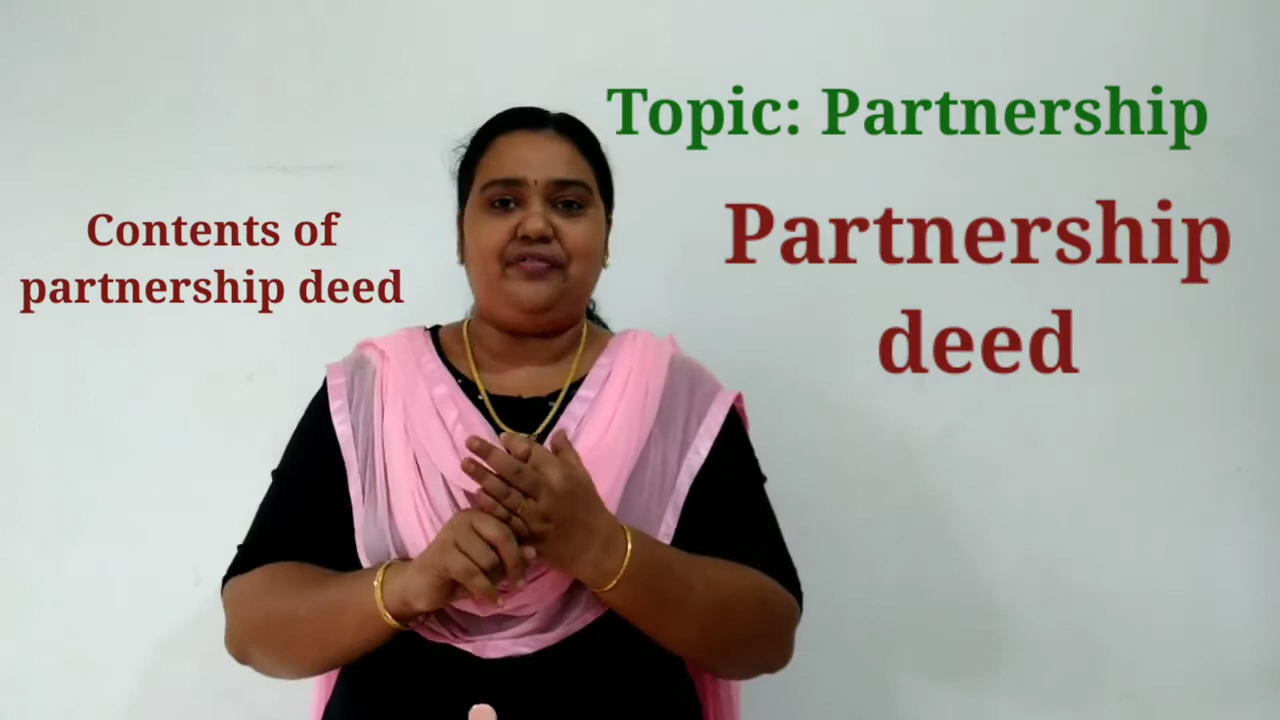 Topic: Partnership
Contents of
partnership deed
Partnership
deed